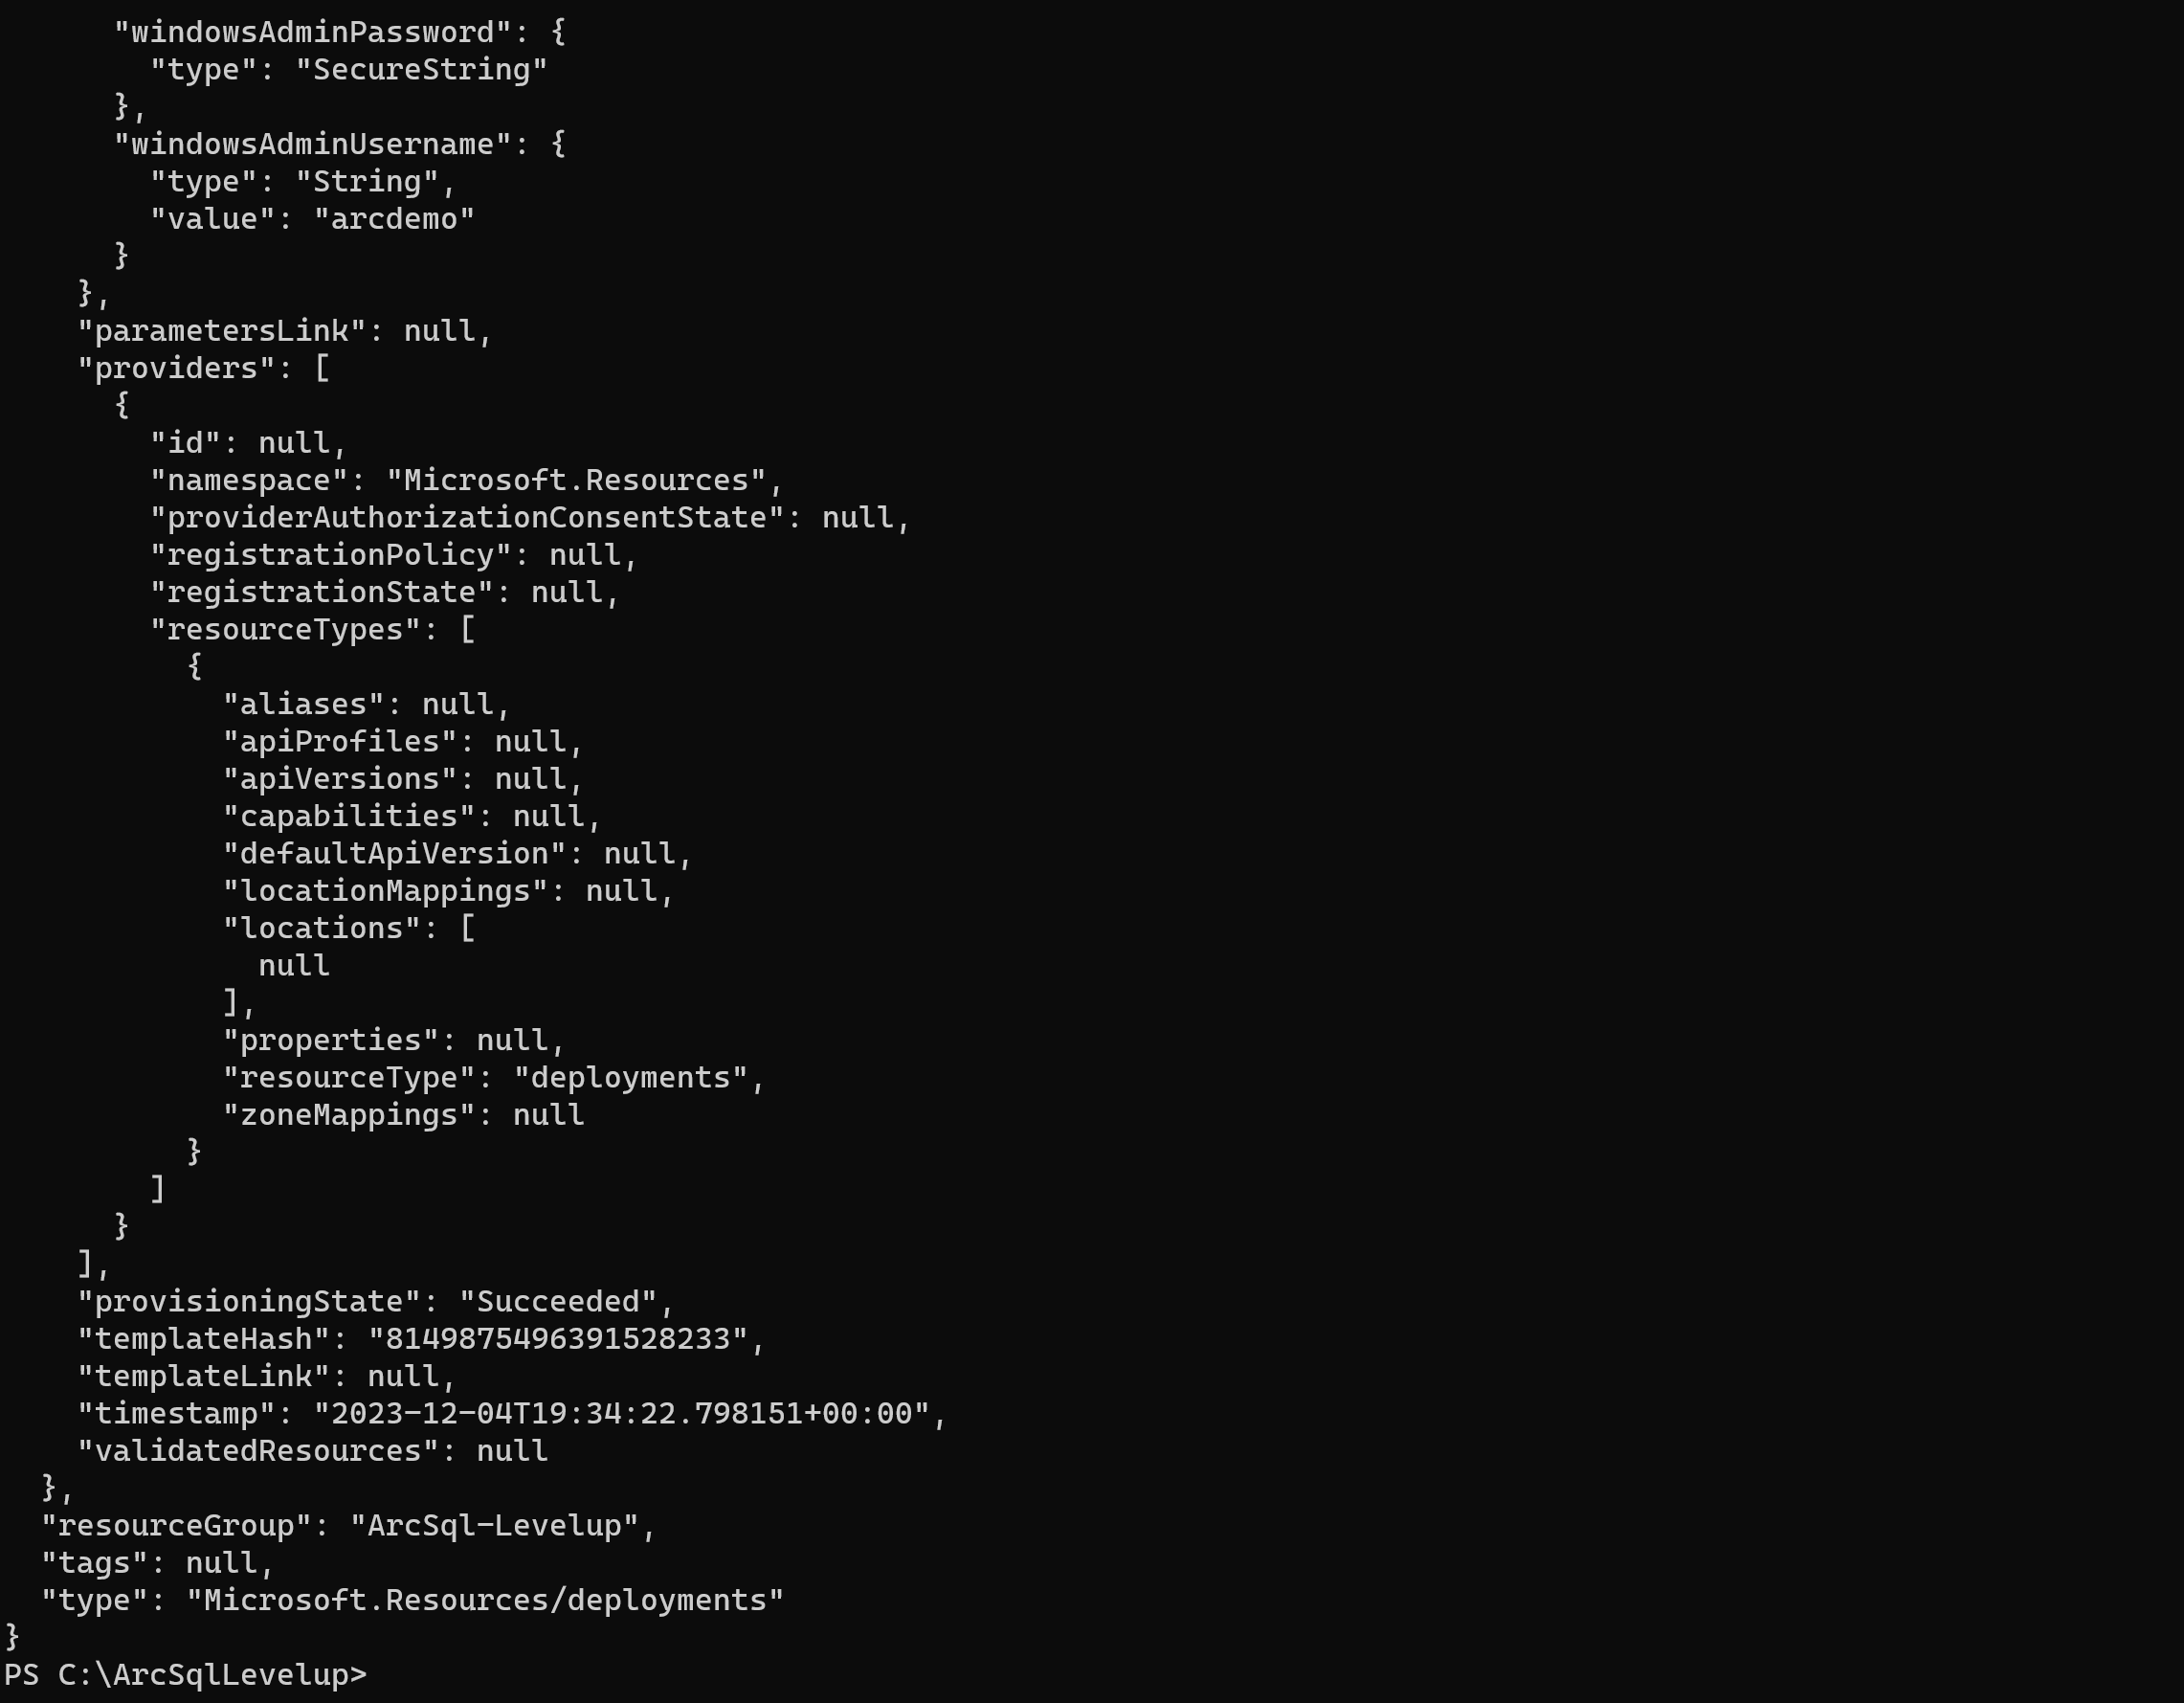 "windowsAdminPassword": {
"type": "SecureString"
},
"windowsAdminUsername": {
"type": "String",
"value": "arcdemo"
}
},
"parametersLink": null,
"providers": [
{
"id": null,
"namespace": "Microsoft.Resources",
"providerAuthorizationConsentState": null,
"registrationPolicy": null,
"registrationState": null,
"resourceTypes": [
{
"aliases": null,
"apiProfiles": null,
"apiVersions": null,
"capabilities": null,
"defaultApiVersion": null,
"locationMappings": null,
"locations": [
null
],
"properties": null,
"resourceType": "deployments",
"zoneMappings": null
}
]
}
],
"provisioningState": "Succeeded",
"templateHash": "8149875496391528233",
"templateLink": null,
"timestamp": "2023-12-04T19:34:22.798151+00:00",
"validatedResources": null
},
"resourceGroup": "ArcSql-Levelup",
"tags": null,
"type": "Microsoft.Resources/deployments"
}
PS C:\ArcSqlLevelup>